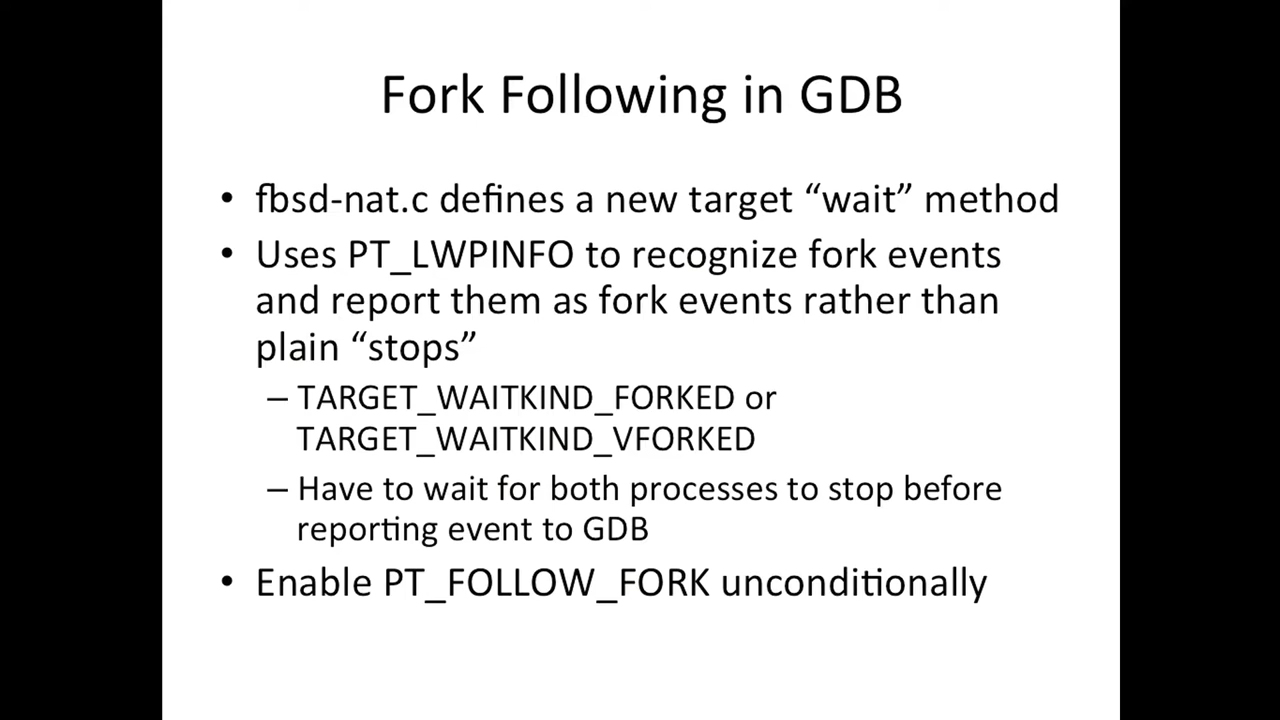 Fork Following in GDB
• fbsd-nat.c defines a new target “wait” method
• Uses PT_LWPINFO to recognize fork events
and report them as fork events rather than
plain “stops”
– TARGET_WAITKIND_FORKED or
TARGET_WAITKIND_VFORKED
– Have to wait for both processes to stop before
reporting event to GDB
• Enable PT_FOLLOW_FORK unconditionally